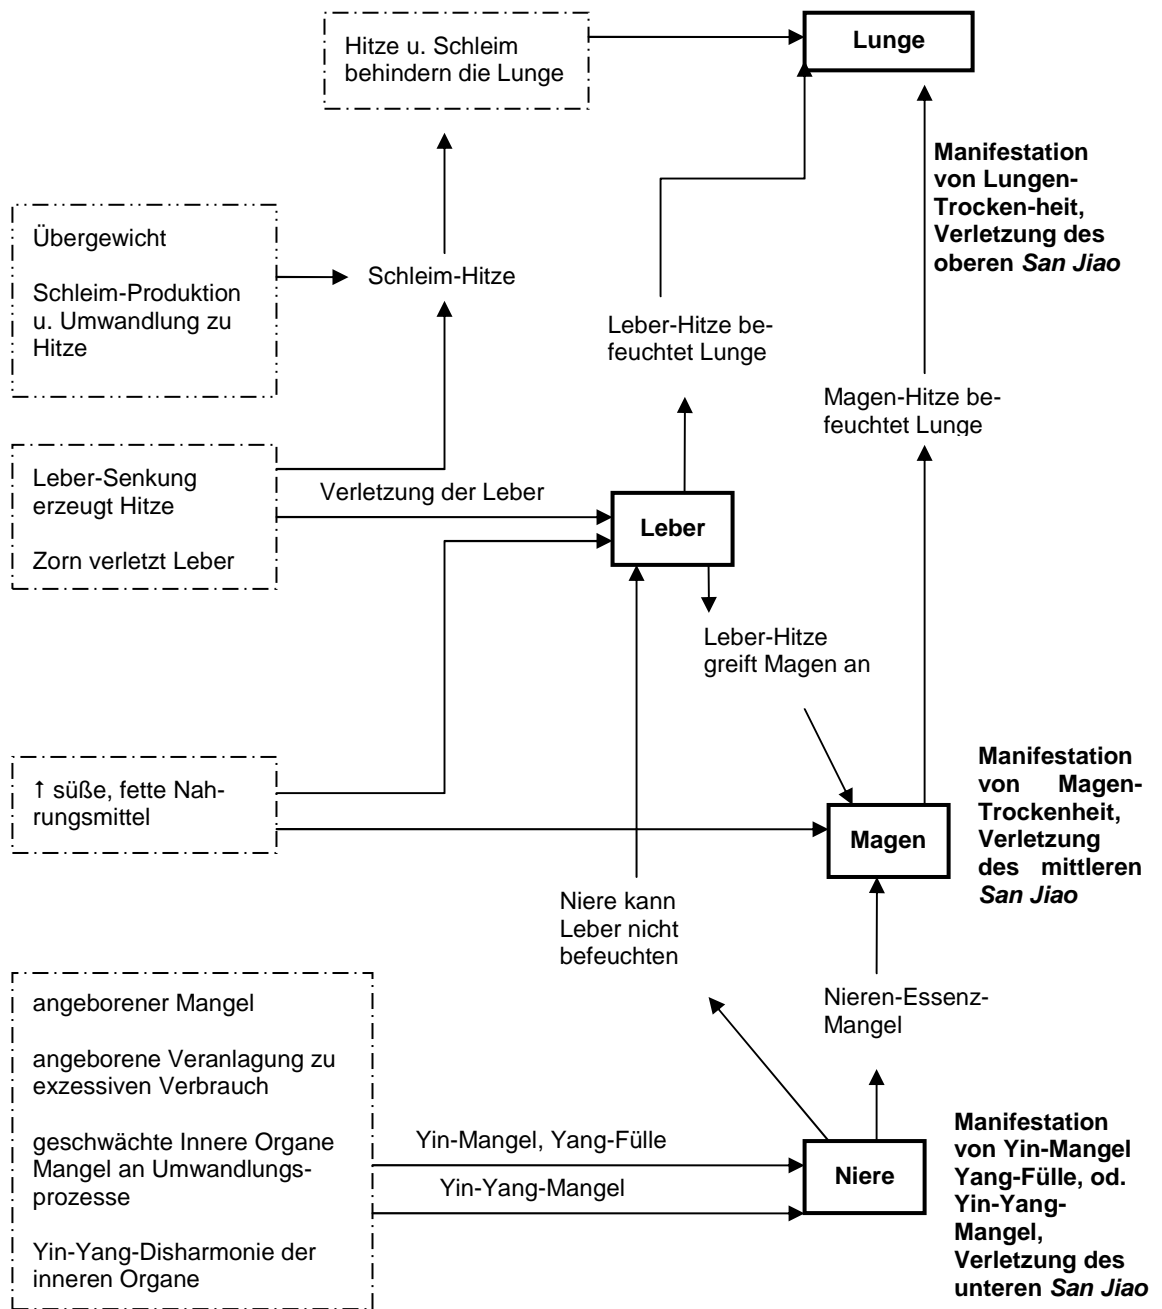 Hitze u. Schleim
behindern die Lunge
Lunge
Manifestation
von Lungen-
Trocken-heit,
Verletzung des
oberen San Jiao
Übergewicht
Schleim-Produktion
u. Umwandlung zu
Hitze
Schleim-Hitze
Leber-Hitze be-
feuchtet Lunge
Magen-Hitze be-
feuchtet Lunge
Leber-Senkung
erzeugt Hitze
Zorn verletzt Leber
Verletzung der Leber
Leber
Leber-Hitze
greift Magen an
↑ süße, fette Nah-
rungsmittel
Magen
Manifestation
von Magen-
Trockenheit,
Verletzung
des mittleren
San Jiao
Niere kann
Leber nicht
befeuchten
Nieren-Essenz-
Mangel
angeborener Mangel
angeborene Veranlagung zu
exzessiven Verbrauch
geschwächte Innere Organe
Mangel an Umwandlungs-
prozesse
Yin-Yang-Disharmonie der
inneren Organe
Yin-Mangel, Yang-Fülle
Yin-Yang-Mangel
Niere
Manifestation
von Yin-Mangel
Yang-Fülle, od.
Yin-Yang-
Mangel,
Verletzung des
unteren San Jiao